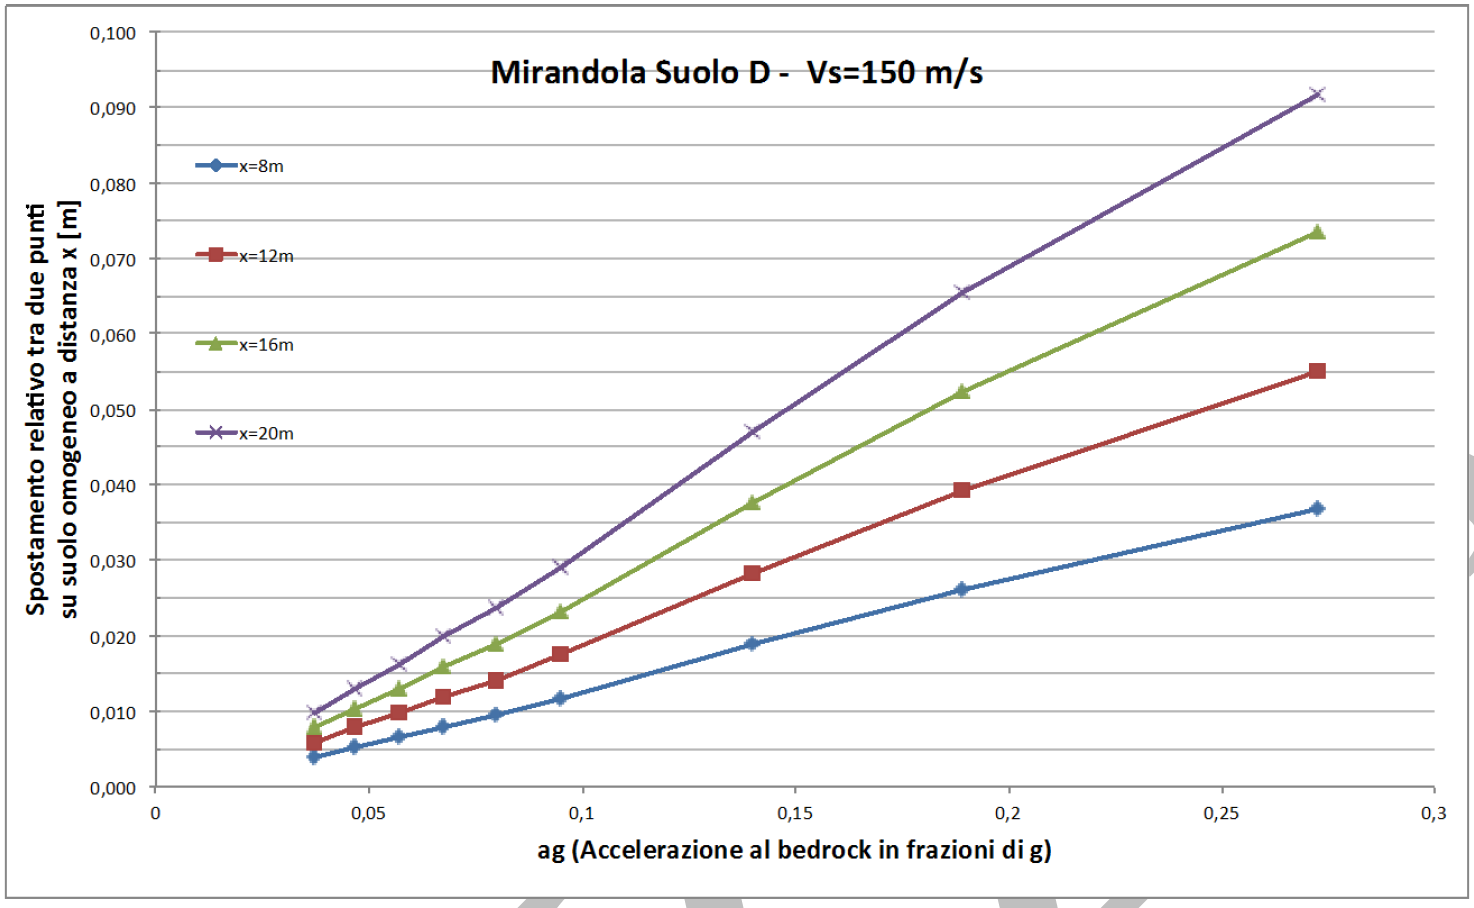 Mirandola Suolo D - Vs=150 m/s
0,100
0,090
0,080
0,070
0,060
0,050
0,040
0,030
0,020
0,010
0,000
Spostamento relativo tra due punti
su suolo omogeneo a distanza x [m]
x=8m
x=12m
x=16m
x=20m
0
0,05
0,1
0,15
0,2
0,25
0,3
ag (Accelerazione al bedrock in frazioni di g)